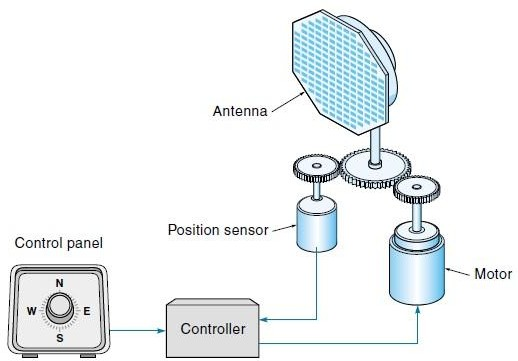 Antenna
Position sensor
Control panel
N
W
E
S
Motor
Controller